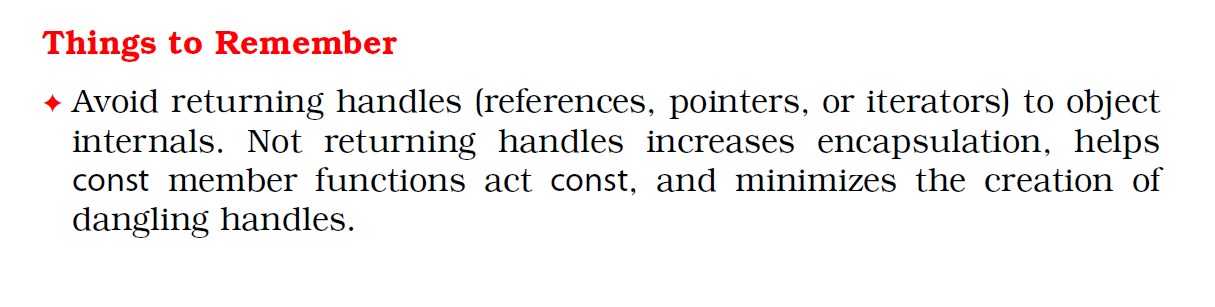 Things to Remember
✦ Avoid returning handles (references, pointers, or iterators) to object
internals. Not returning handles increases encapsulation, helps
const member functions act const, and minimizes the creation of
dangling handles.